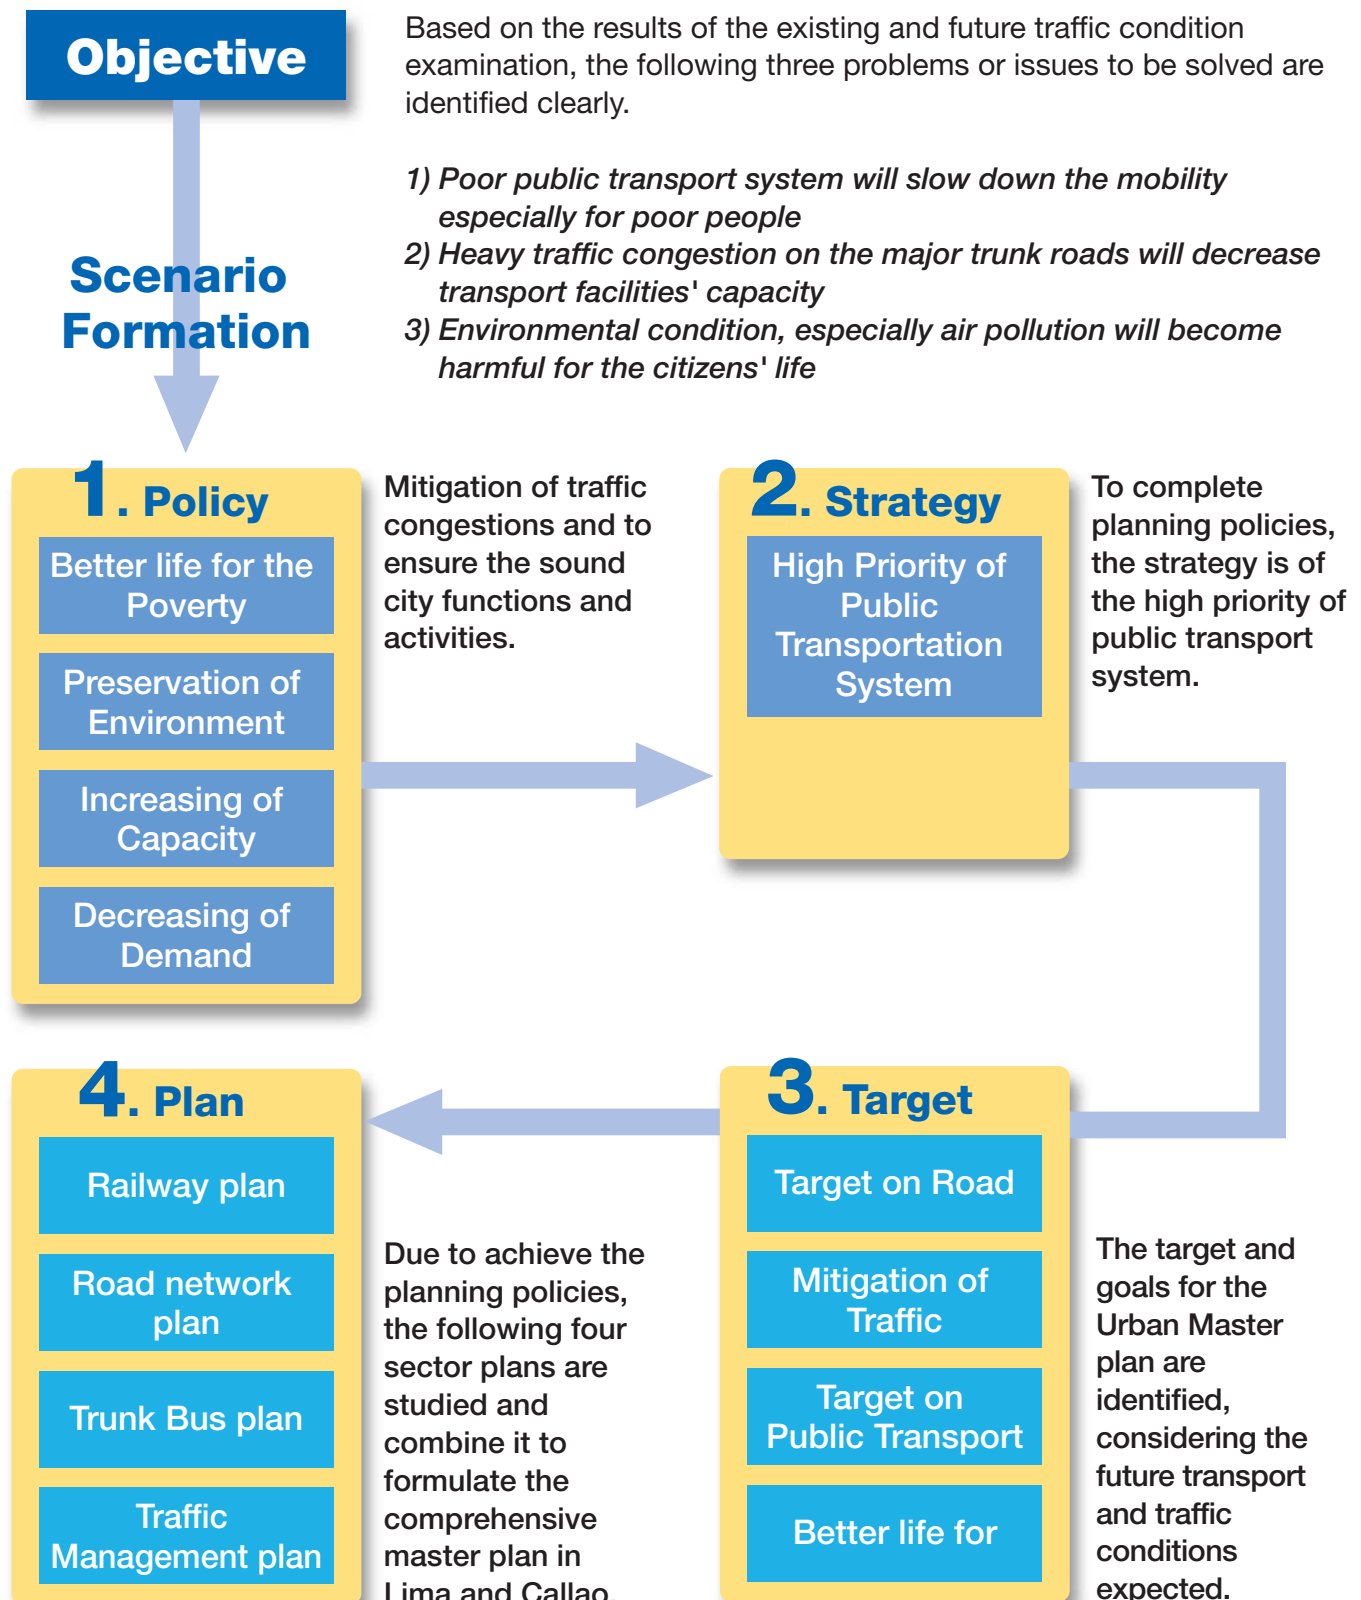 Objective
Based on the results of the existing and future traffic condition
examination, the following three problems or issues to be solved are
identified clearly.
1) Poor public transport system will slow down the mobility
especially for poor people
2) Heavy traffic congestion on the major trunk roads will decrease
transport facilities' capacity
3) Environmental condition, especially air pollution will become
harmful for the citizens' life
Scenario
Formation
1. Policy
Better life for the
Poverty
Preservation of
Environment
Increasing of
Capacity
Decreasing of
Demand
Mitigation of traffic
congestions and to
ensure the sound
city functions and
activities.
2. Strategy
High Priority of
Public
Transportation
System
To complete
planning policies,
the strategy is of
the high priority of
public transport
system.
3. Target
Target on Road
Mitigation of
Traffic
Target on
Public Transport
Better life for
The target and
goals for the
Urban Master
plan are
identified,
considering the
future transport
and traffic
conditions
expected.
4. Plan
Railway plan
Road network
plan
Trunk Bus plan
Traffic
Management plan
Due to achieve the
planning policies,
the following four
sector plans are
studied and
combine it to
formulate the
comprehensive
master plan in
Lima and Callao.